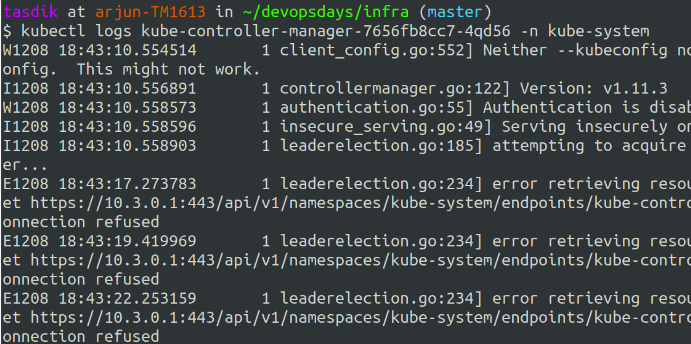 tasdik at arjun-TM1613 in ~/devopsdays/infra (master)
$ kubectl logs kube-controller-manager-7656fb8cc7-4qd56 -n kube-system
W1208 18:43:10.554514       1 client_config.go:552] Neither --kubeconfig no
onfig.  This might not work.
I1208 18:43:10.556891       1 controllermanager.go:122] Version: v1.11.3
W1208 18:43:10.558573       1 authentication.go:55] Authentication is disab
I1208 18:43:10.558596       1 insecure_serving.go:49] Serving insecurely on
I1208 18:43:10.558903       1 leaderelection.go:185] attempting to acquire
er...
E1208 18:43:17.273783       1 leaderelection.go:234] error retrieving resou
et https://10.3.0.1:443/api/v1/namespaces/kube-system/endpoints/kube-contro
onnection refused
E1208 18:43:19.419969       1 leaderelection.go:234] error retrieving resou
et https://10.3.0.1:443/api/v1/namespaces/kube-system/endpoints/kube-contro
onnection refused
E1208 18:43:22.253159       1 leaderelection.go:234] error retrieving resou
et https://10.3.0.1:443/api/v1/namespaces/kube-system/endpoints/kube-contro
onnection refused